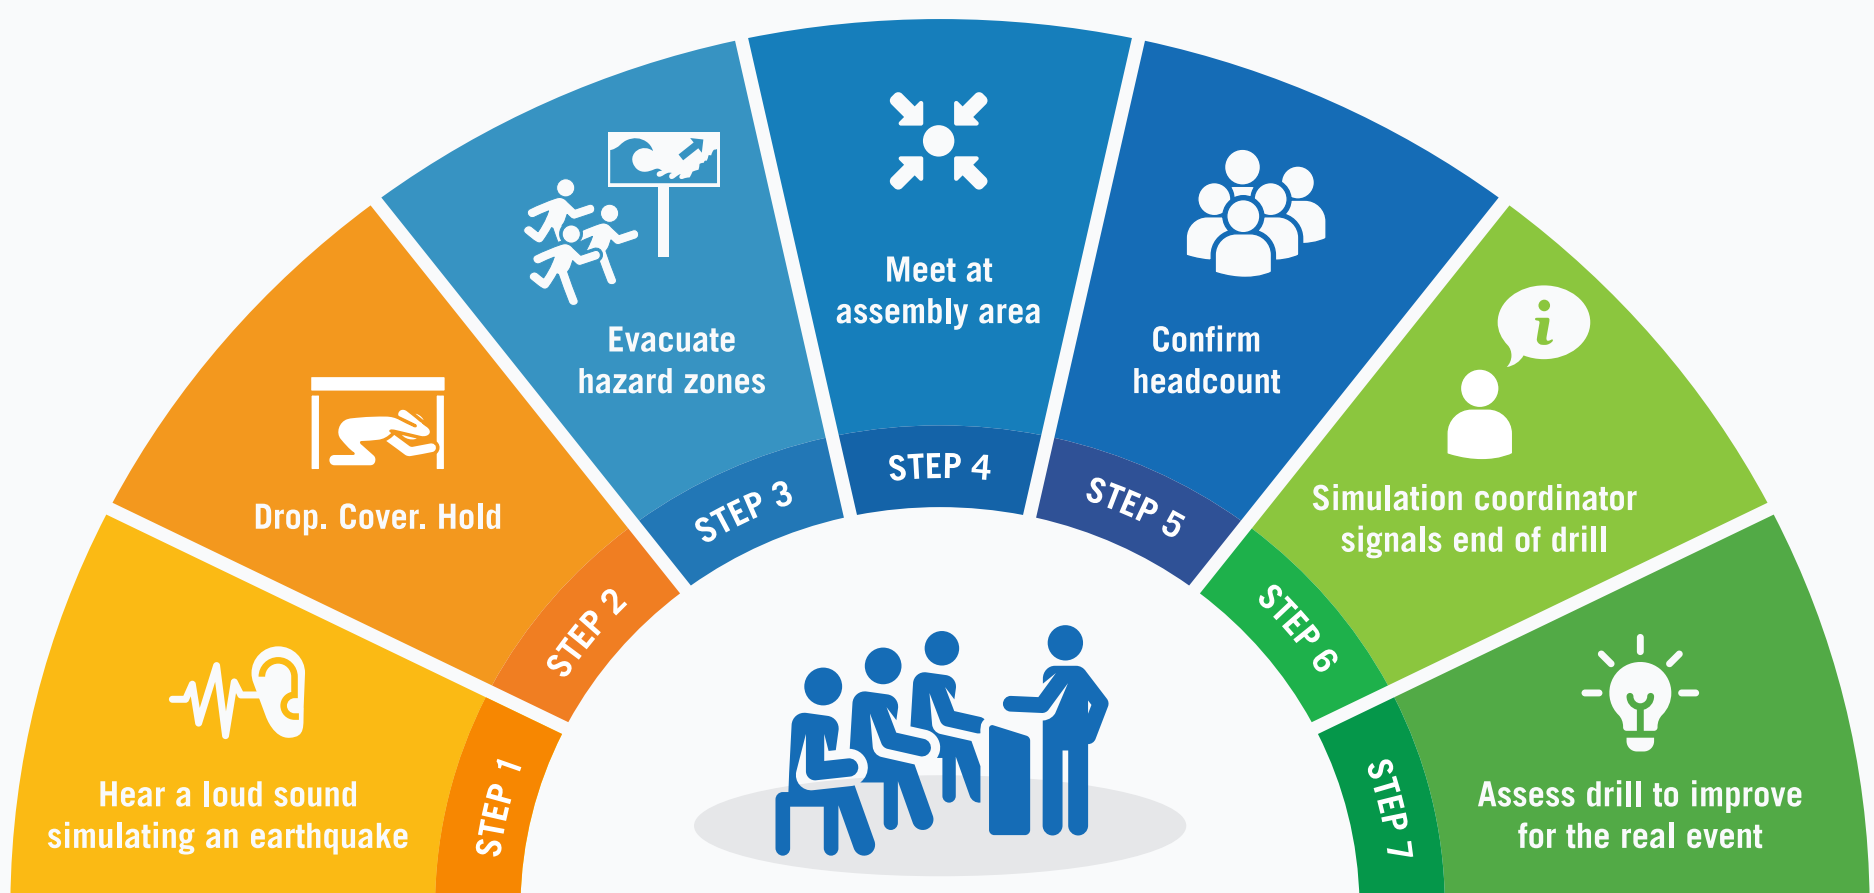 Hear a loud sound
simulating an earthquake
STEP 1
Drop. Cover. Hold
STEP 2
Evacuate
hazard zones
STEP 3
Meet at
assembly area
STEP 4
Confirm
headcount
STEP 5
i
Simulation coordinator
signals end of drill
STEP 6
Assess drill to improve
for the real event
STEP 7